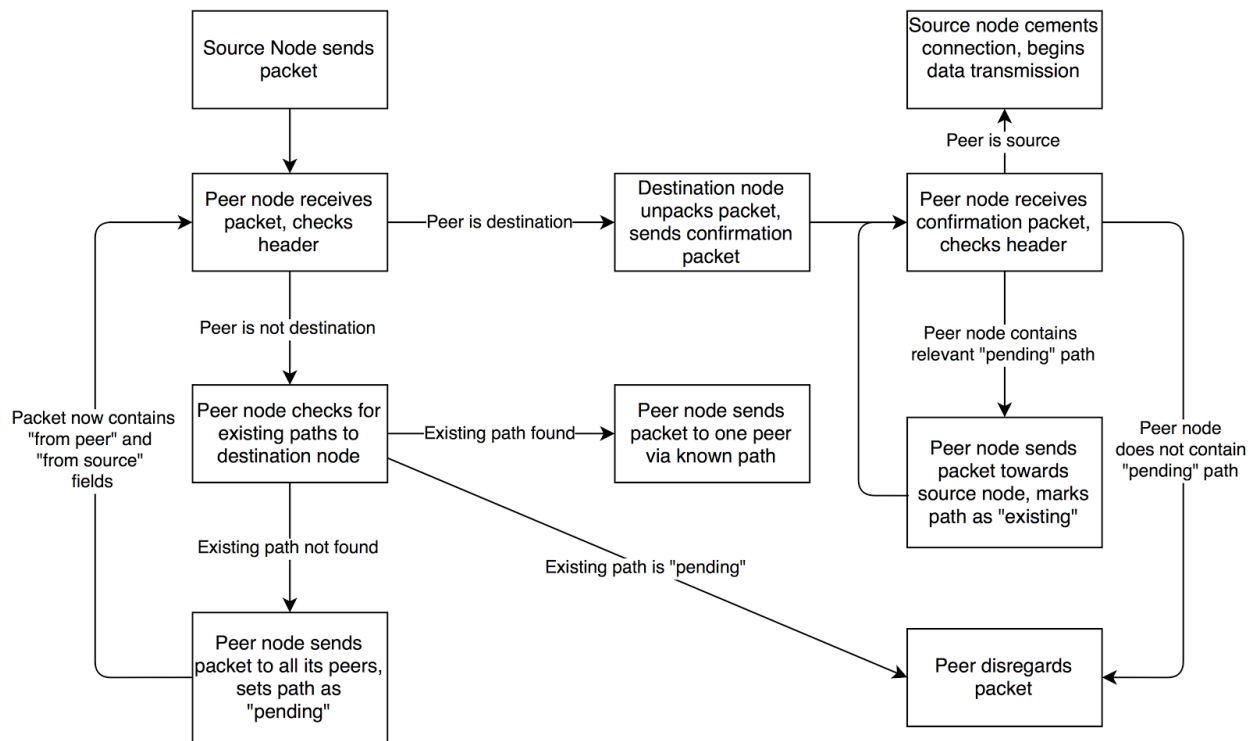 Source Node sends
packet
Source node cements
connection, begins
data transmission
Peer is source
Peer node receives
packet, checks
header
Peer is destination
Destination node
unpacks packet,
sends confirmation
packet
Peer node receives
confirmation packet,
checks header
Peer is not destination
Peer node contains
relevant "pending" path
Packet now contains
"from peer" and
"from source"
fields
Peer node checks for
existing paths to
destination node
Existing path found
Peer node sends
packet to one peer
via known path
Peer node sends
packet towards
source node, marks
path as "existing"
Peer node
does not contain
"pending" path
Existing path not found
Existing path is "pending"
Peer node sends
packet to all its peers,
sets path as
"pending"
Peer disregards
packet